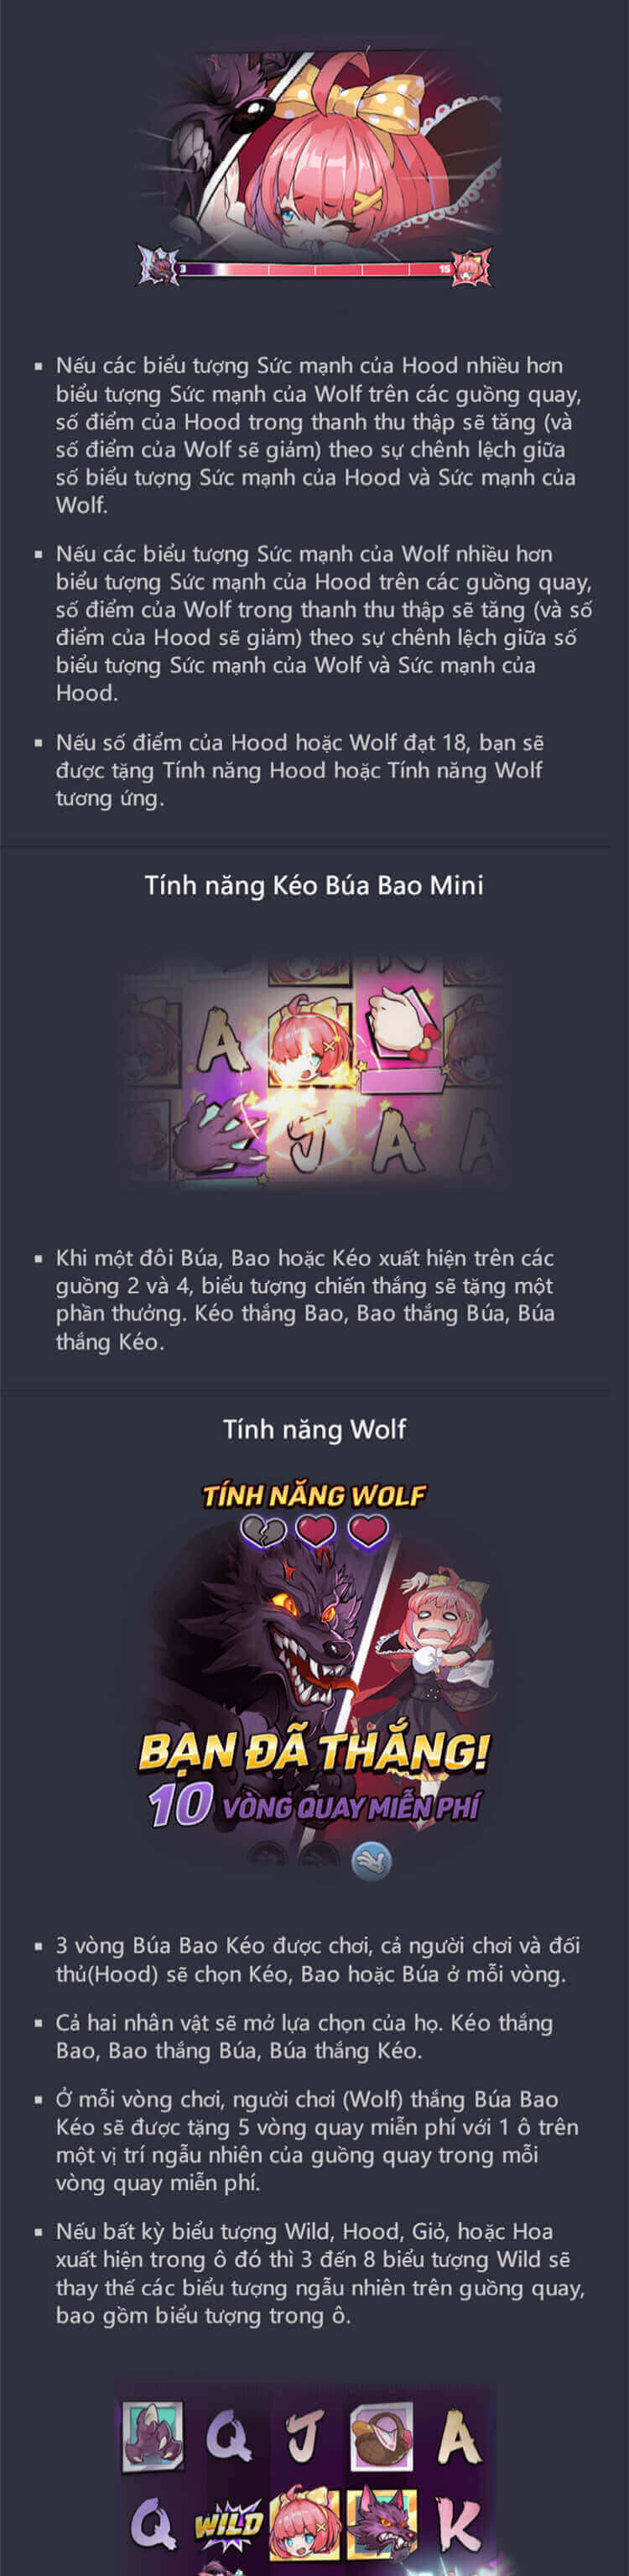 3 15
Nếu các biểu tượng Sức mạnh của Hood nhiều hơn
biểu tượng Sức mạnh của Wolf trên các guồng quay,
số điểm của Hood trong thanh thu thập sẽ tăng (và
số điểm của Wolf sẽ giảm) theo sự chênh lệch giữa
số biểu tượng Sức mạnh của Hood và Sức mạnh của
Wolf.
Nếu các biểu tượng Sức mạnh của Wolf nhiều hơn
biểu tượng Sức mạnh của Hood trên các guồng quay,
số điểm của Wolf trong thanh thu thập sẽ tăng (và số
điểm của Hood sẽ giảm) theo sự chênh lệch giữa số
biểu tượng Sức mạnh của Wolf và Sức mạnh của
Hood.
Nếu số điểm của Hood hoặc Wolf đạt 18, bạn sẽ
được tặng Tính năng Hood hoặc Tính năng Wolf
tương ứng.
Tính năng Kéo Búa Bao Mini
A
J A A
Khi một đôi Búa, Bao hoặc Kéo xuất hiện trên các
guồng 2 và 4, biểu tượng chiến thắng sẽ tặng một
phần thưởng. Kéo thắng Bao, Bao thắng Búa, Búa
thắng Kéo.
Tính năng Wolf
TÍNH NĂNG WOLF
BẠN ĐÃ THẮNG!
10 VÒNG QUAY MIỄN PHÍ
3 vòng Búa Bao Kéo được chơi, cả người chơi và đối
thủ(Hood) sẽ chọn Kéo, Bao hoặc Búa ở mỗi vòng.
Cả hai nhân vật sẽ mở lựa chọn của họ. Kéo thắng
Bao, Bao thắng Búa, Búa thắng Kéo.
Ở mỗi vòng chơi, người chơi (Wolf) thắng Búa Bao
Kéo sẽ được tặng 5 vòng quay miễn phí với 1 ô trên
một vị trí ngẫu nhiên của guồng quay trong mỗi
vòng quay miễn phí.
Nếu bất kỳ biểu tượng Wild, Hood, Giỏ, hoặc Hoa
xuất hiện trong ô đó thì 3 đến 8 biểu tượng Wild sẽ
thay thế các biểu tượng ngẫu nhiên trên guồng quay,
bao gồm biểu tượng trong ô.
Q J A
Q WILD K